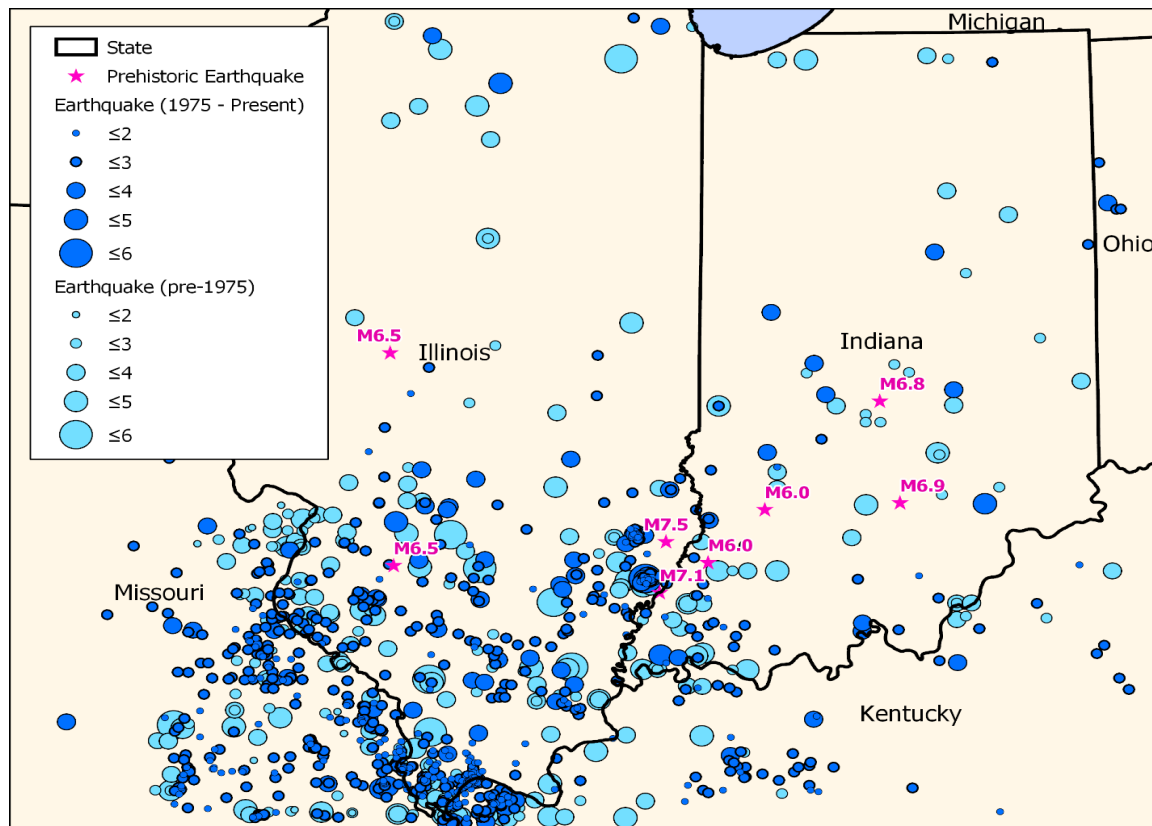 Michigan
State
Prehistoric Earthquake
Earthquake (1975 - Present)
≤2
≤3
≤4
≤5
≤6
Earthquake (pre-1975)
≤2
≤3
≤4
≤5
≤6
Ohio
M6.5
Illinois
Indiana
M6.8
M6.9
M6.0
M7.5
M6.5
M6.0
M7.1
Missouri
Kentucky